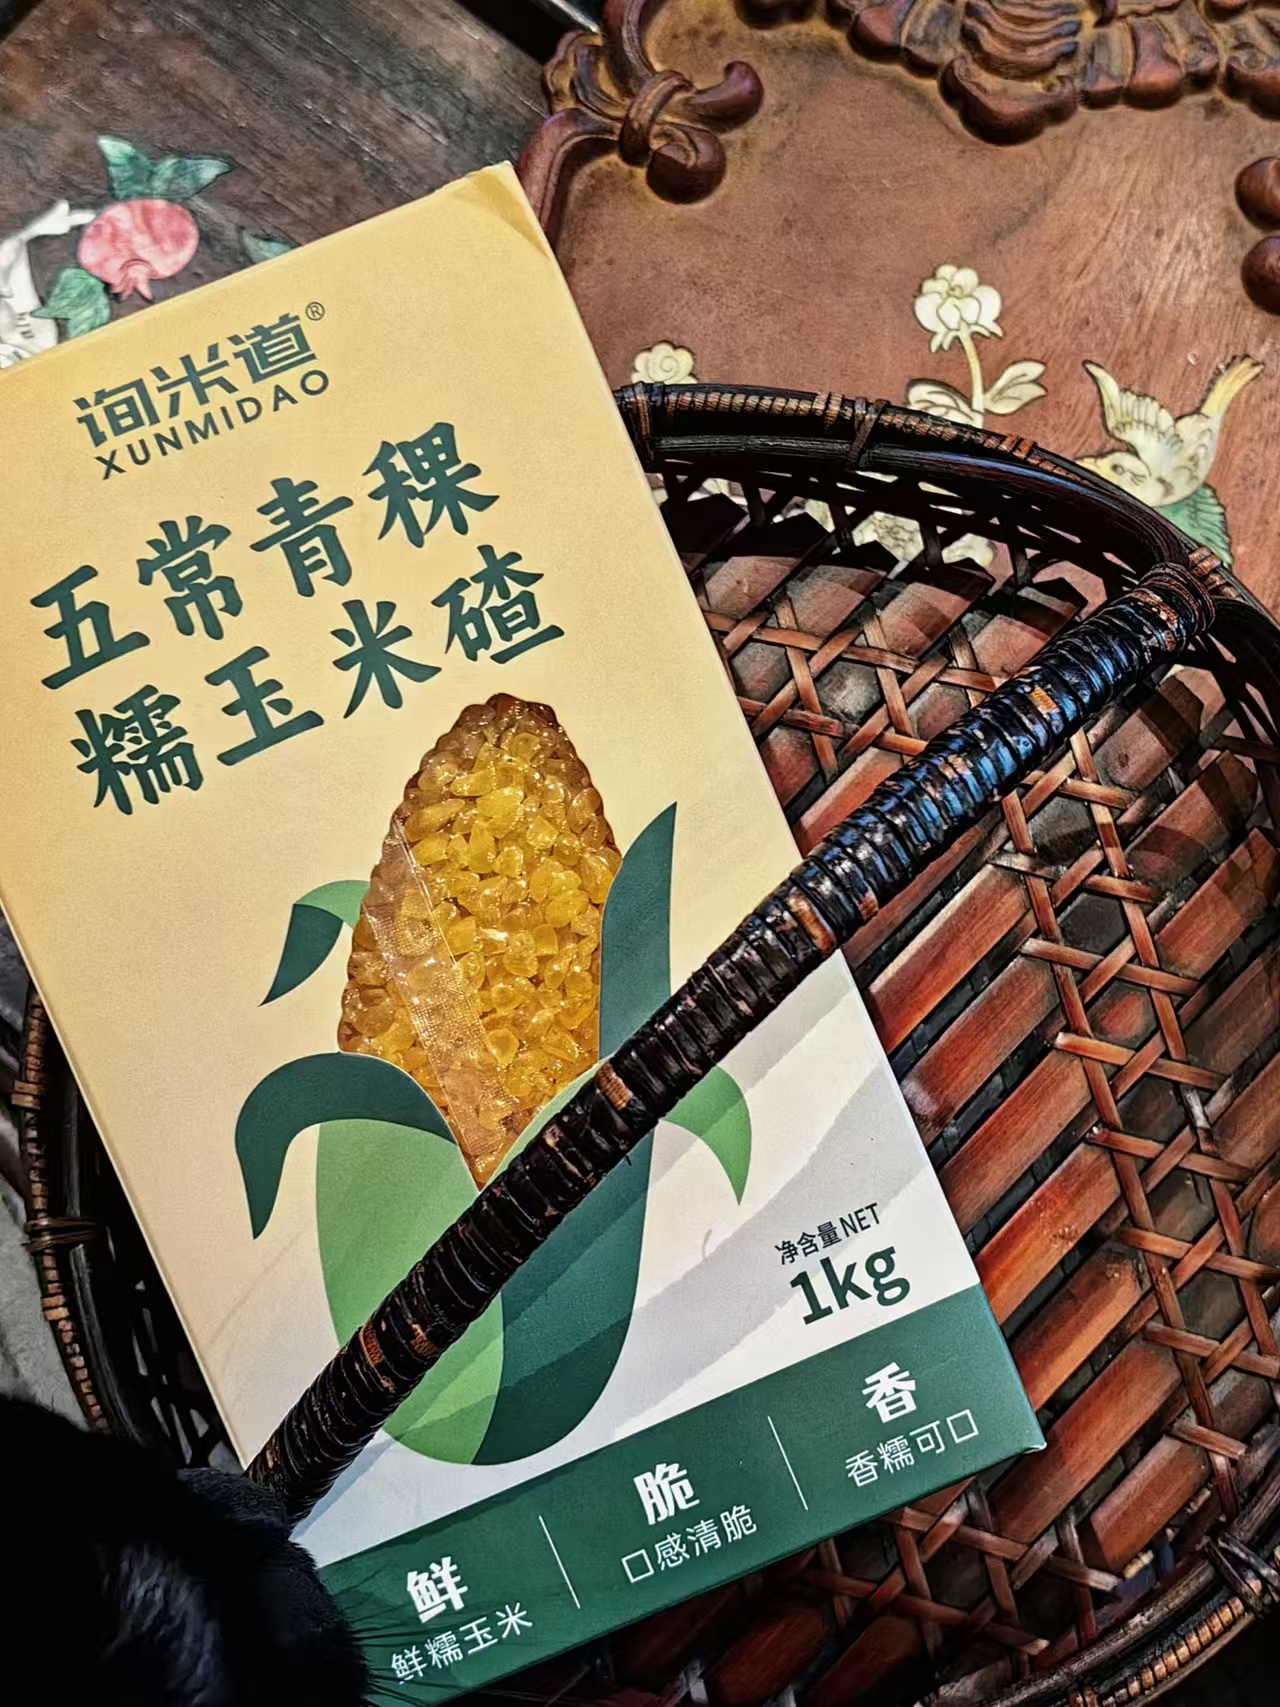 询米道®
XUNMIDAO
五常青稞
糯玉米碴
净含量NET
1kg
鲜
鲜糯玉米
脆
口感清脆
香
香糯可口